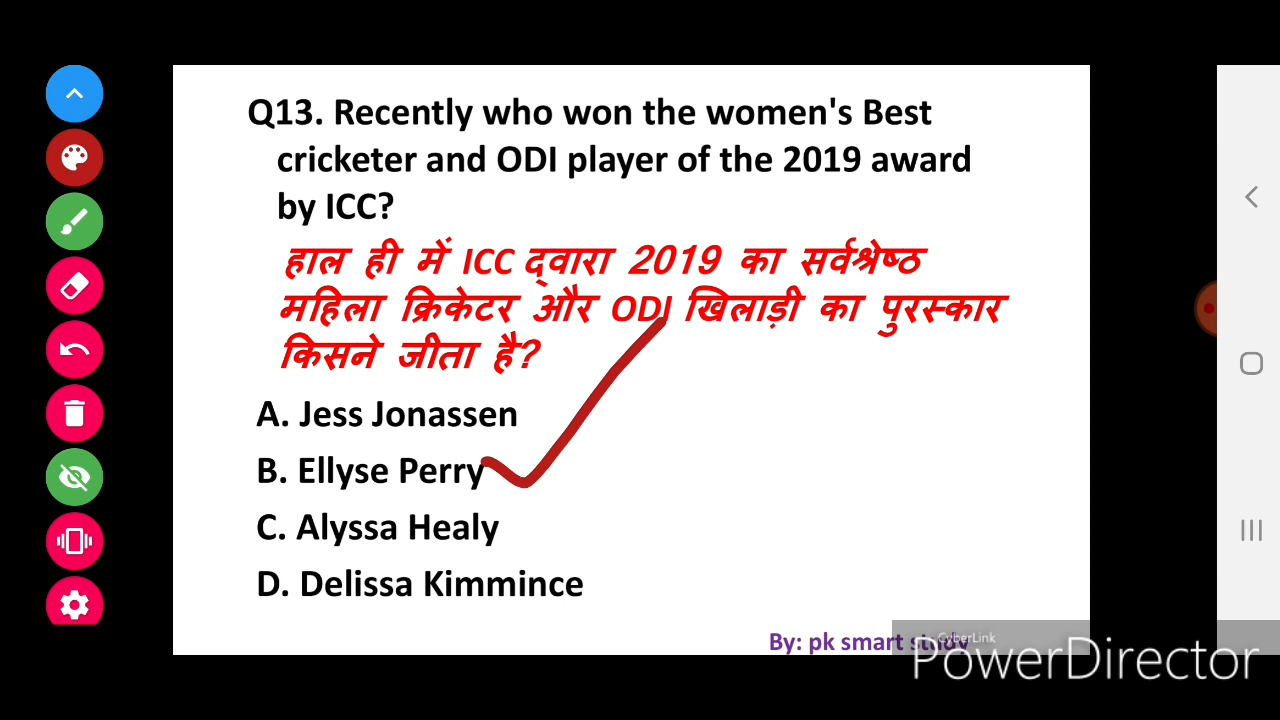 Q13. Recently who won the women's Best
cricketer and ODI player of the 2019 award
by ICC?
हाल ही में ICC द्वारा 2019 का सर्वश्रेष्ठ
महिला क्रिकेटर और ODI खिलाड़ी का पुरस्कार
किसने जीता है?
A. Jess Jonassen
B. Ellyse Perry
C. Alyssa Healy
D. Delissa Kimmince
By: pk smart study
CyberLink
PowerDirector